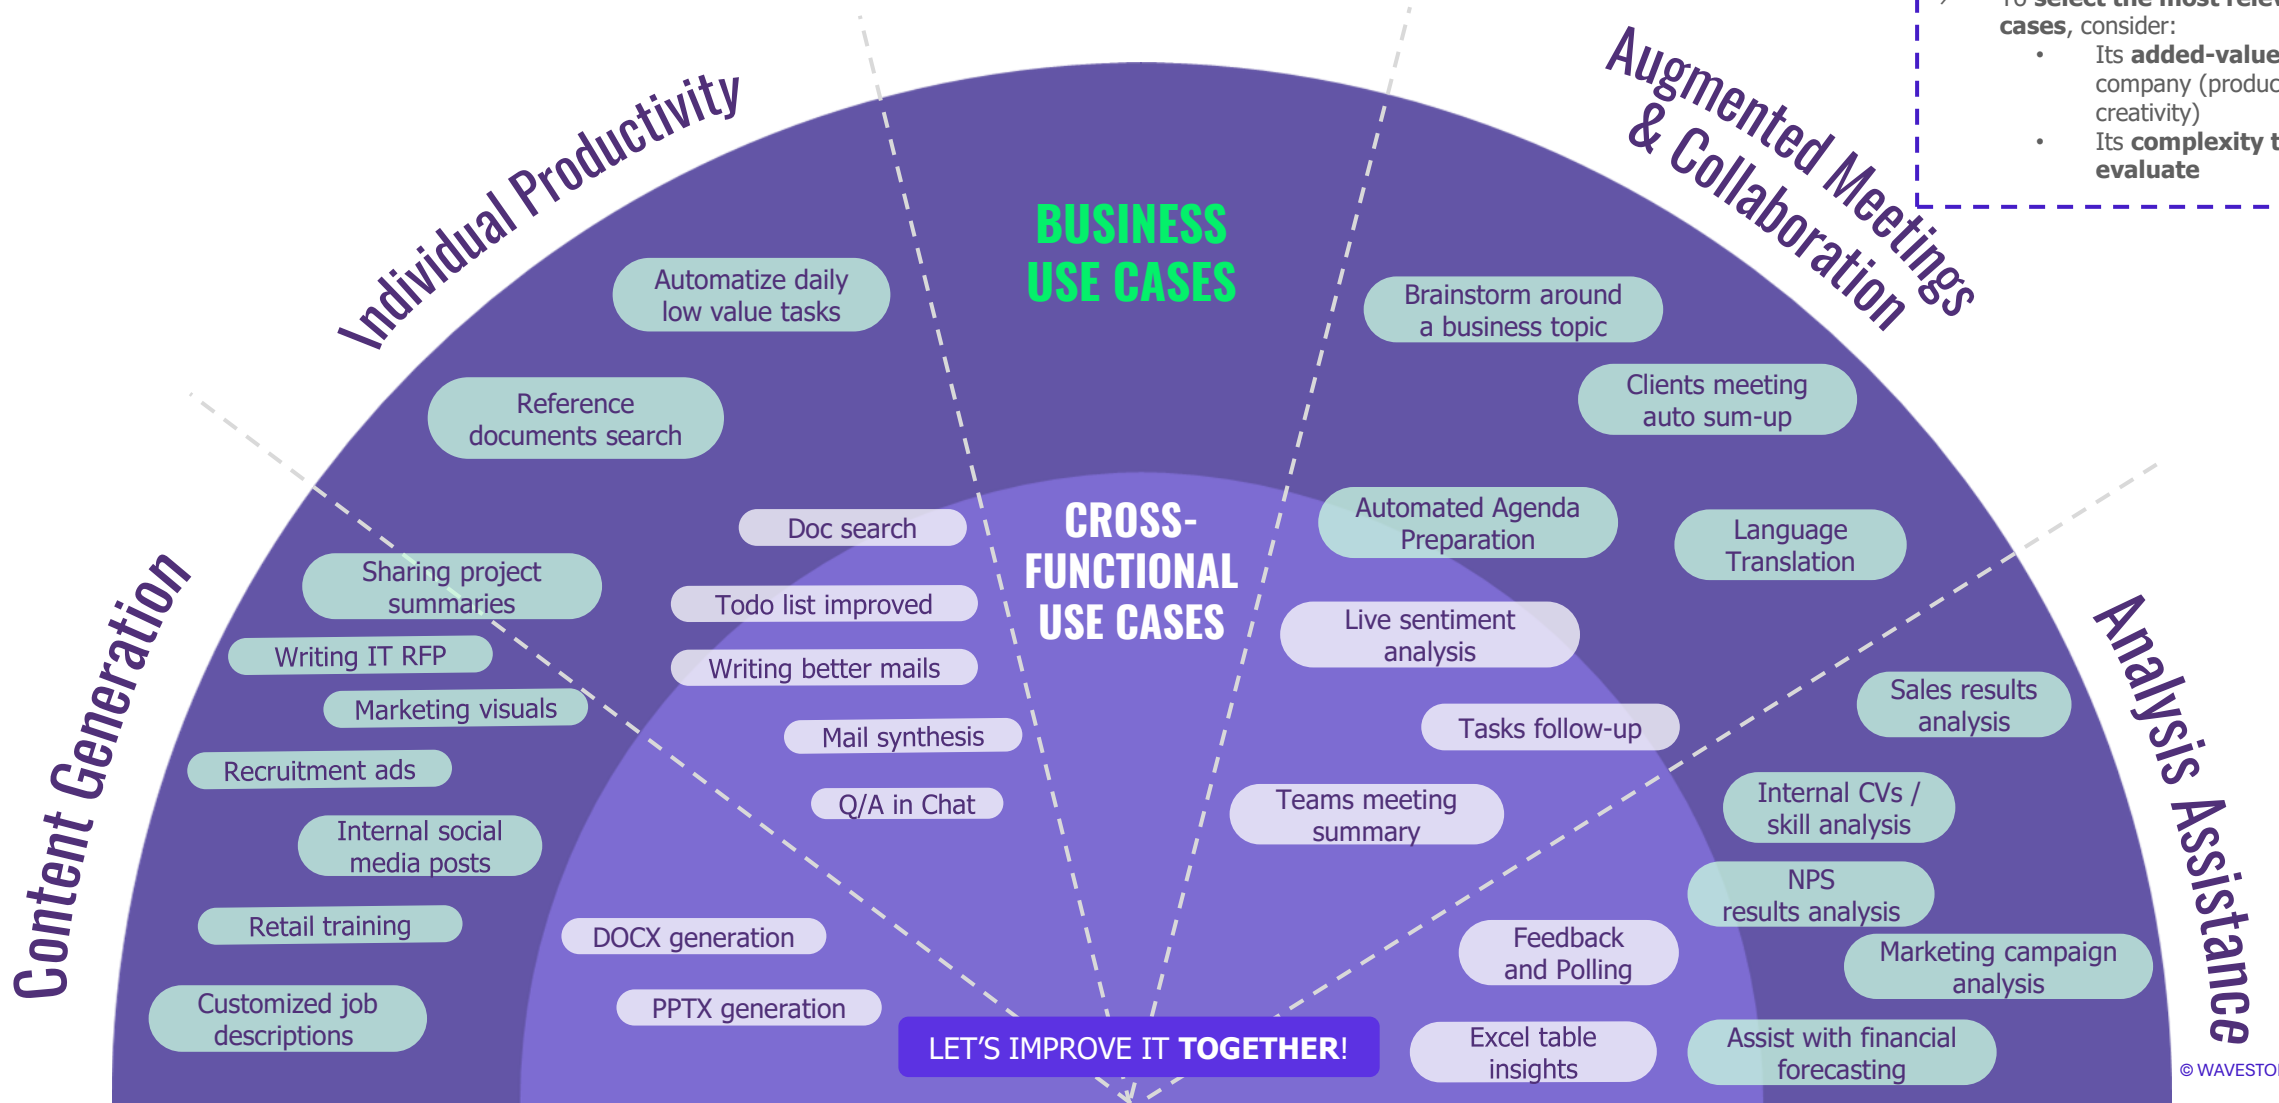 cases, consider:
Its added-value
company (produc
creativity)
Its complexity t
evaluate
Individual Productivity
Augmented Meetings
& Collaboration
Content Generation
Analysis Assistance
BUSINESS
USE CASES
CROSS-
FUNCTIONAL
USE CASES
Automatize daily
low value tasks
Reference
documents search
Doc search
Todo list improved
Writing better mails
Mail synthesis
Q/A in Chat
Sharing project
summaries
Writing IT RFP
Marketing visuals
Recruitment ads
Internal social
media posts
Retail training
Customized job
descriptions
DOCX generation
PPTX generation
Brainstorm around
a business topic
Clients meeting
auto sum-up
Automated Agenda
Preparation
Language
Translation
Live sentiment
analysis
Tasks follow-up
Teams meeting
summary
Sales results
analysis
Internal CVs /
skill analysis
NPS
results analysis
Marketing campaign
analysis
Feedback
and Polling
Excel table
insights
Assist with financial
forecasting
LET'S IMPROVE IT TOGETHER!
© WAVESTO